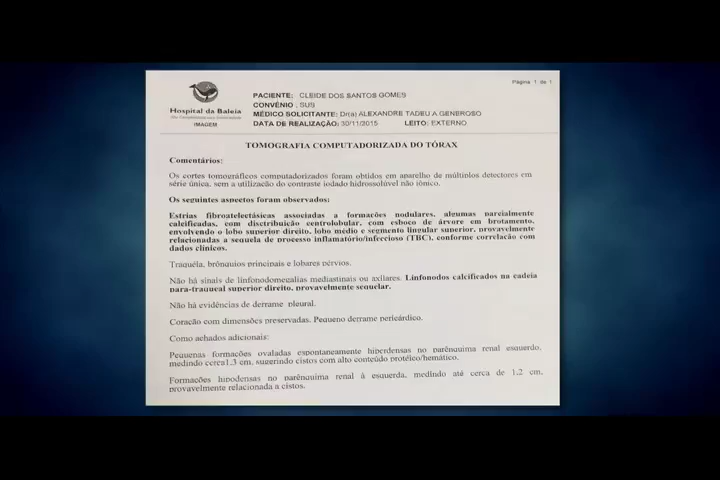 Página 1 de 1
Hospital da Baleia
IMAGEM
PACIENTE: CLEIDE DOS SANTOS GOMES
CONVÊNIO : SUS
MÉDICO SOLICITANTE: Dr(a) ALEXANDRE TADEU A GENEROSO
DATA DE REALIZAÇÃO: 30/11/2015 LEITO: EXTERNO
TOMOGRAFIA COMPUTADORIZADA DO TÓRAX
Comentários:
Os cortes tomográficos computadorizados foram obtidos em aparelho de múltiplos detectores em
série única, sem a utilização do contraste iodado hidrossolúvel não iônico.
Os seguintes aspectos foram observados:
Estrias fibroatelectásicas associadas a formações nodulares, algumas parcialmente
calcificadas, com distribuição centrolobular, com esboço de árvore em brotamento,
envolvendo o lobo superior direito, lobo médio e segmento lingular superior, provavelmente
relacionadas a sequela de processo inflamatório/infeccioso (TBC), conforme correlação com
dados clínicos.
Traquéia, brônquios principais e lobares pérvios.
Não há sinais de linfonodomegalias mediastinais ou axilares. Linfonodos calcificados na cadeia
para-traqueal superior direito, provavelmente sequelar.
Não há evidências de derrame pleural.
Coração com dimensões preservadas. Pequeno derrame pericárdico.
Como achados adicionais:
Pequenas formações ovaladas espontaneamente hiperdensas no parênquima renal esquerdo,
medindo cerca1,3 cm, sugerindo cistos com alto conteúdo protéico/hemático.
Formações hipodensas no parênquima renal à esquerda, medindo até cerca de 1,2 cm,
provavelmente relacionada a cistos.